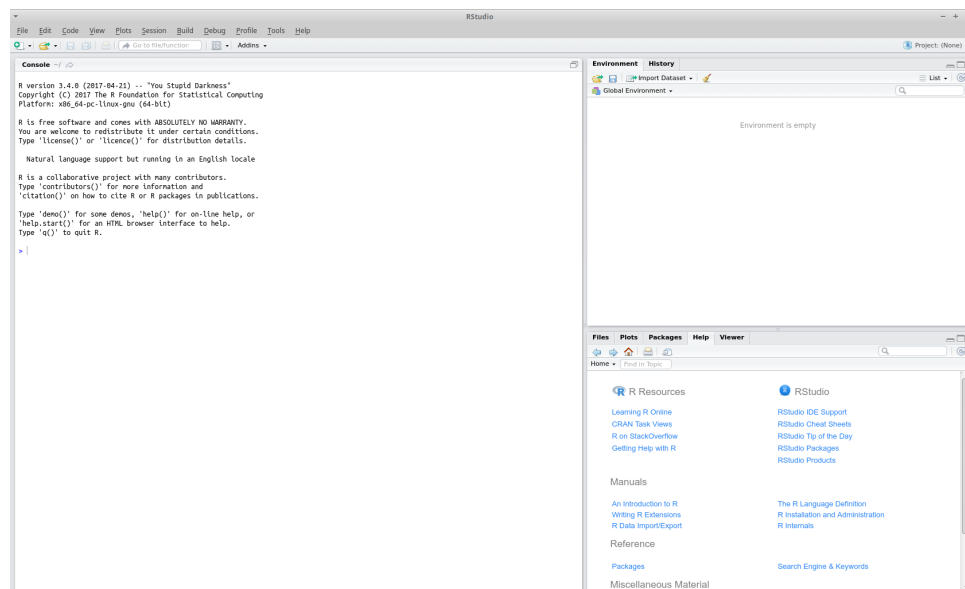 RStudio
File Edit Code View Plots Session Build Debug Profile Tools Help
Go to file/function Addins Project: (None)
Console ~/
R version 3.4.0 (2017-04-21) -- "You Stupid Darkness"
Copyright (C) 2017 The R Foundation for Statistical Computing
Platform: x86_64-pc-linux-gnu (64-bit)
R is free software and comes with ABSOLUTELY NO WARRANTY.
You are welcome to redistribute it under certain conditions.
Type 'license()' or 'licence()' for distribution details.
Natural language support but running in an English locale
R is a collaborative project with many contributors.
Type 'contributors()' for more information and
'citation()' on how to cite R or R packages in publications.
Type 'demo()' for some demos, 'help()' for on-line help, or
'help.start()' for an HTML browser interface to help.
Type 'q()' to quit R.
>
Environment History
Import Dataset List
Global Environment
Environment is empty
Files Plots Packages Help Viewer
Home Find in Topic
R Resources
Learning R Online
CRAN Task Views
R on StackOverflow
Getting Help with R
RStudio
RStudio IDE Support
RStudio Cheat Sheets
RStudio Tip of the Day
RStudio Packages
RStudio Products
Manuals
An Introduction to R
Writing R Extensions
R Data Import/Export
The R Language Definition
R Installation and Administration
R Internals
Reference
Packages
Search Engine & Keywords
Miscellaneous Material